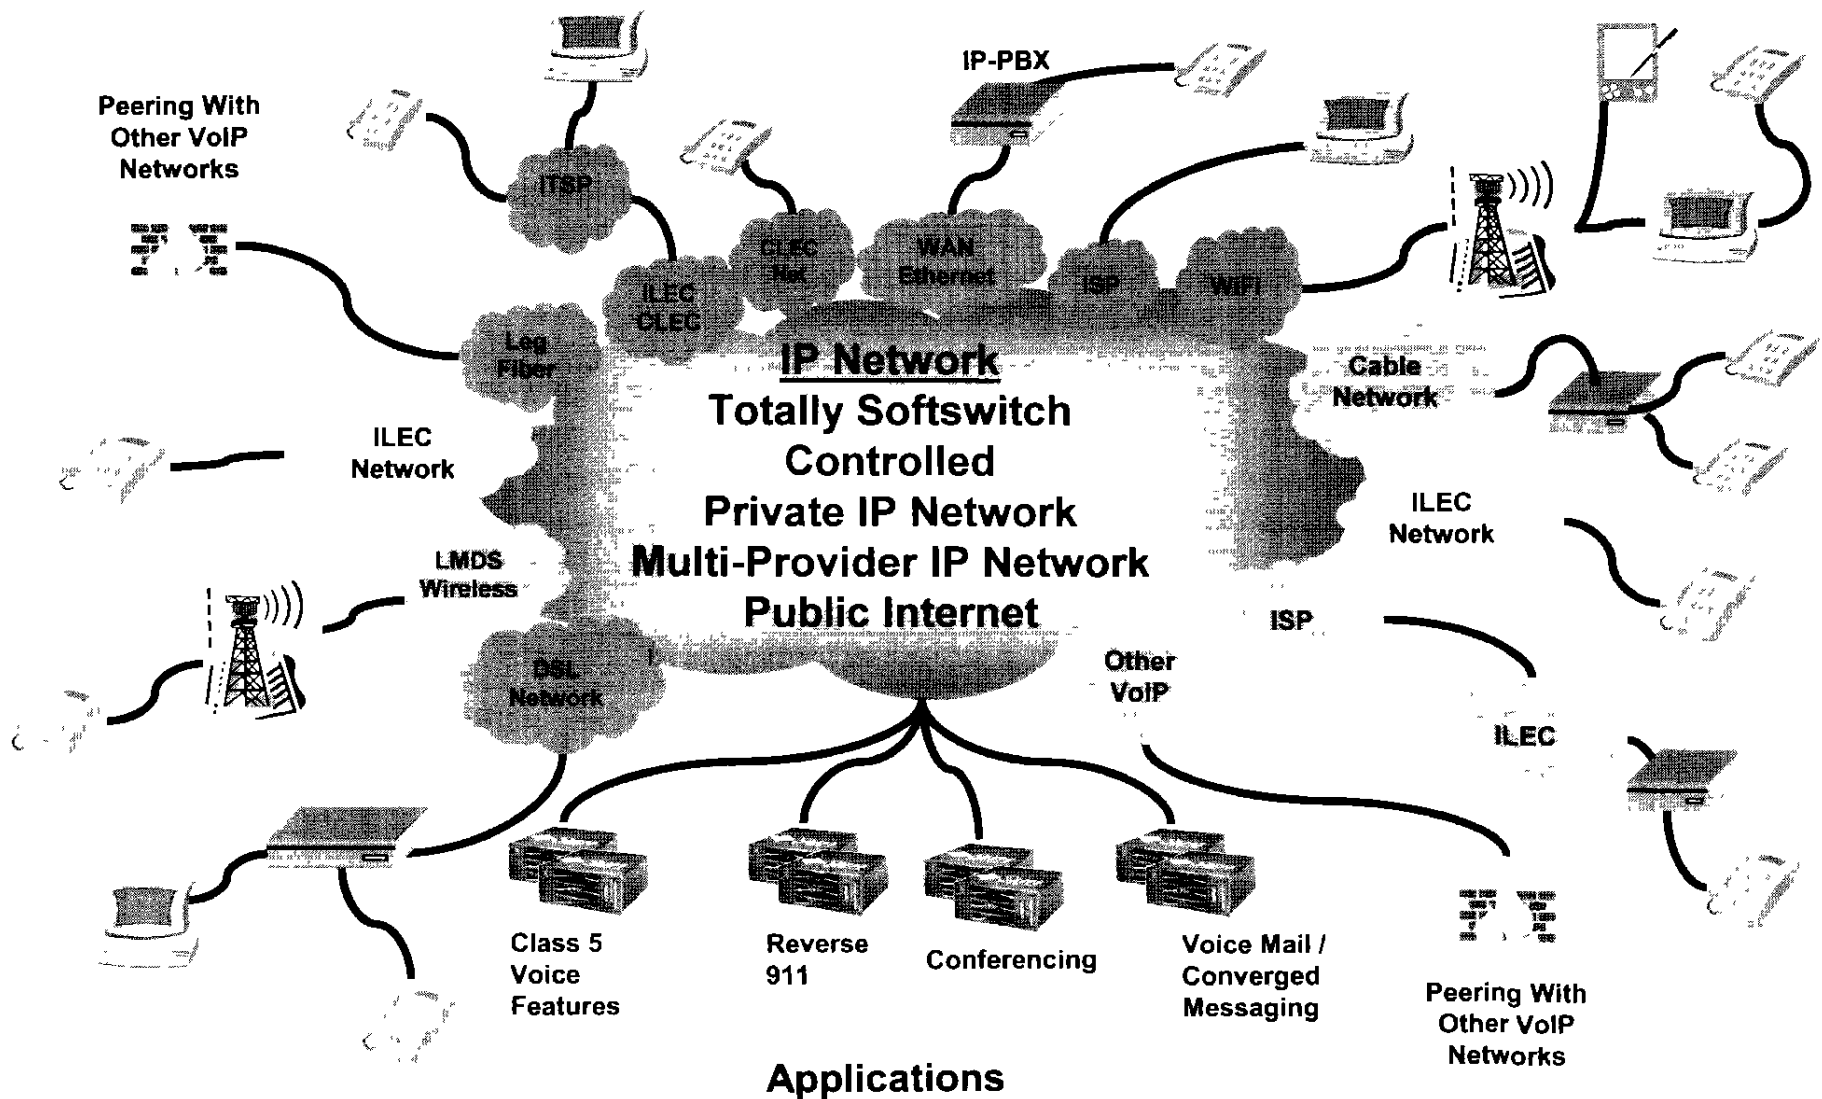 IP-PBX
Peering With
Other VoIP
Networks
ITSP
CLEC
Net
WAN
Ethernet
ISP
WIFI
ILEC
CLEC
Leg
Fiber
IP Network
Totally Softswitch
Controlled
Private IP Network
Multi-Provider IP Network
Public Internet
Cable
Network
ILEC
Network
ILEC
Network
LMDS
Wireless
ISP
DSL
Network
Other
VoIP
ILEC
Class 5
Voice
Features
Reverse
911
Conferencing
Voice Mail /
Converged
Messaging
Peering With
Other VoIP
Networks
Applications